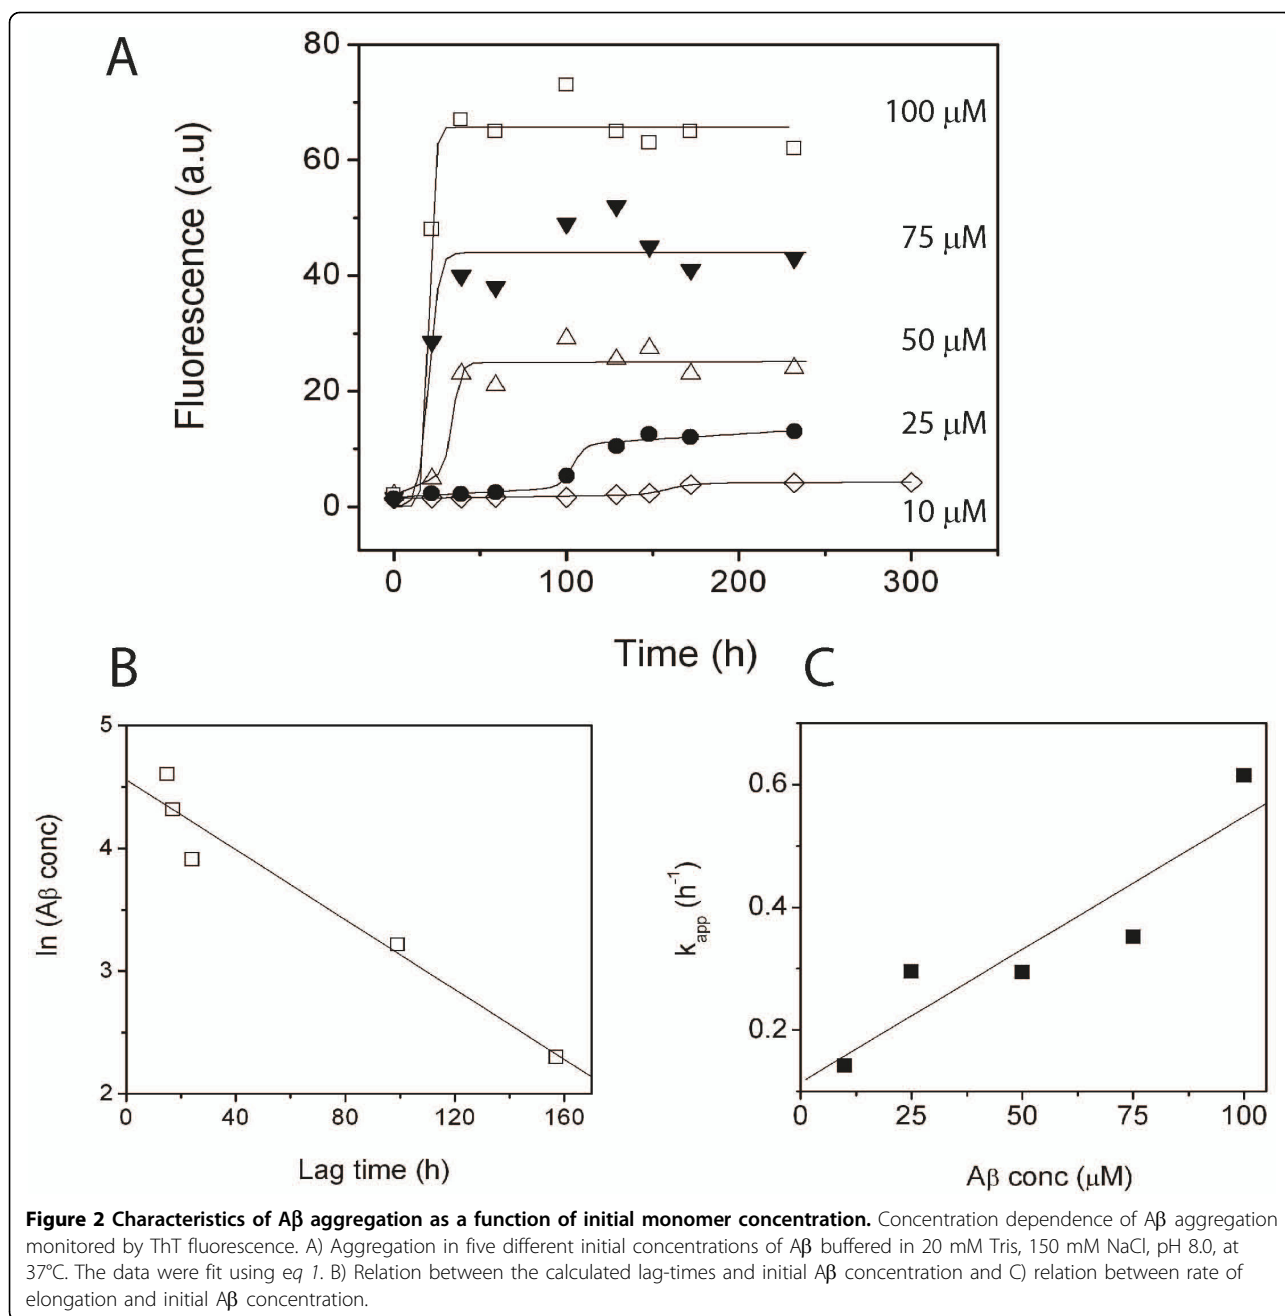 A
80
60
40
20
0
Fluorescence (a.u)
100 μM
75 μM
50 μM
25 μM
10 μM
0 100 200 300
Time (h)
B
5
4
3
2
ln (Aβ conc)
0 40 80 120 160
Lag time (h)
C
0.6
0.4
0.2
k_app (h⁻¹)
0 25 50 75 100
Aβ conc (μM)
Figure 2 Characteristics of Aβ aggregation as a function of initial monomer concentration. Concentration dependence of Aβ aggregation
monitored by ThT fluorescence. A) Aggregation in five different initial concentrations of Aβ buffered in 20 mM Tris, 150 mM NaCl, pH 8.0, at
37°C. The data were fit using eq 1. B) Relation between the calculated lag-times and initial Aβ concentration and C) relation between rate of
elongation and initial Aβ concentration.